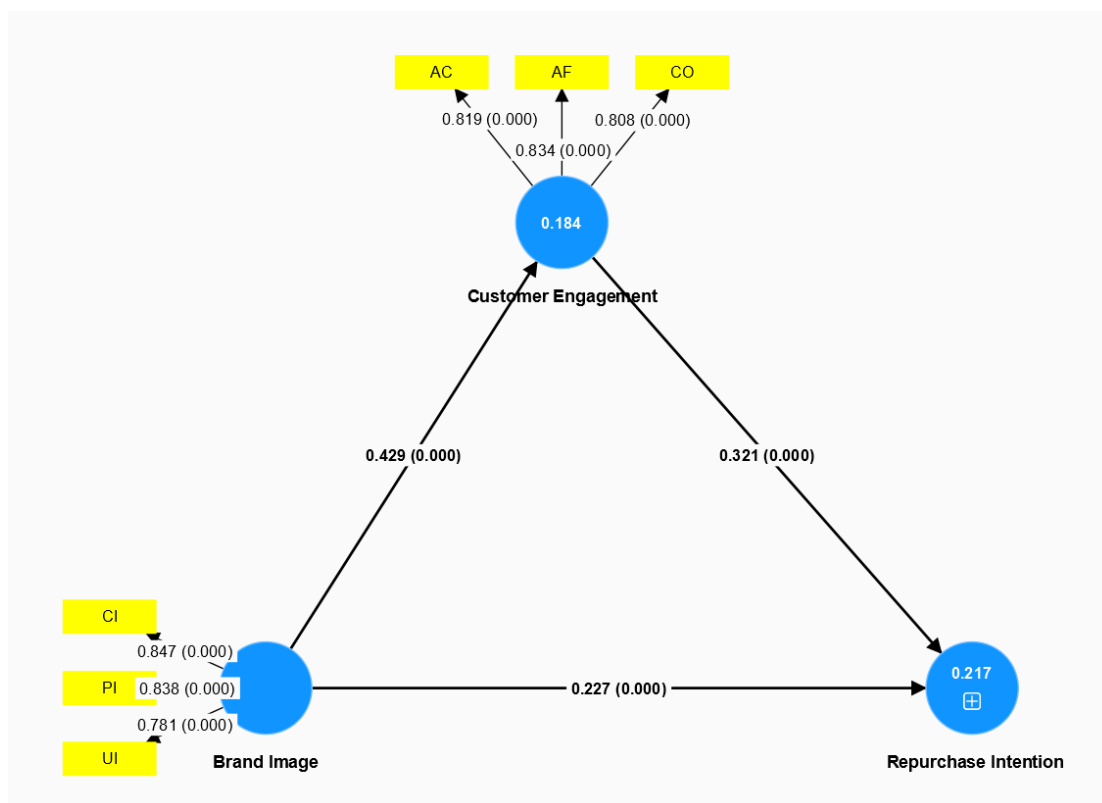 AC
AF
CO
0.819 (0.000)
0.808 (0.000)
0.834 (0.000)
0.184
Customer Engagement
0.429 (0.000)
0.321 (0.000)
CI
0.847 (0.000)
PI
0.838 (0.000)
0.227 (0.000)
0.217
0.781 (0.000)
UI
Brand Image
Repurchase Intention